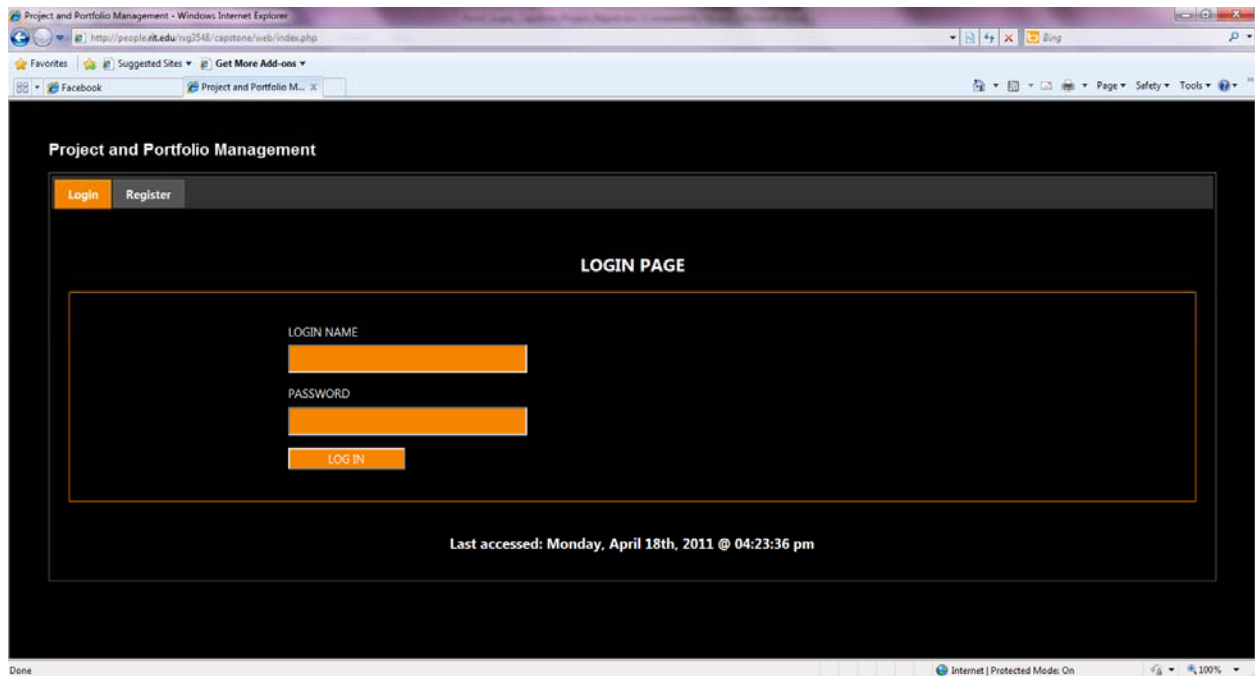 Project and Portfolio Management - Windows Internet Explorer
http://people.rit.edu/nxg3548/capstone/web/index.php
Bing
Favorites Suggested Sites Get More Add-ons
Facebook Project and Portfolio M... X
Page Safety Tools
Project and Portfolio Management
Login Register
LOGIN PAGE
LOGIN NAME
PASSWORD
LOG IN
Last accessed: Monday, April 18th, 2011 @ 04:23:36 pm
Done Internet | Protected Mode: On 100%